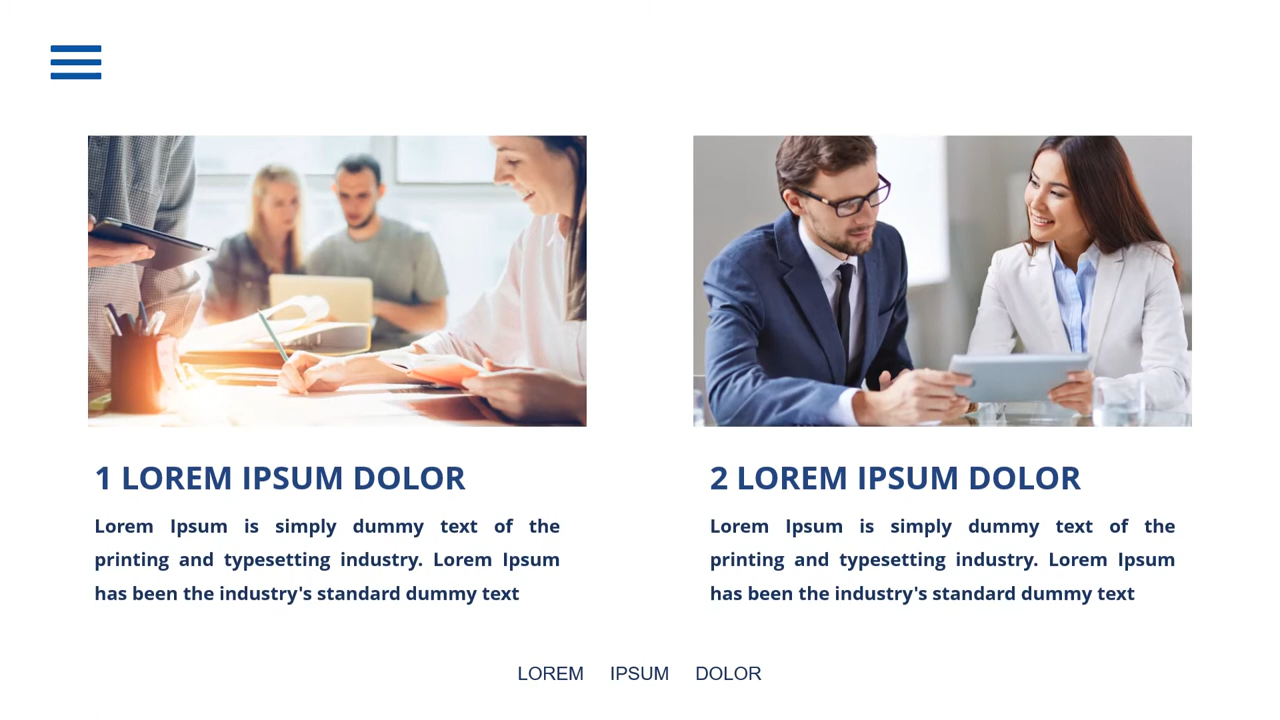 1 LOREM IPSUM DOLOR
Lorem Ipsum is simply dummy text of the
printing and typesetting industry. Lorem Ipsum
has been the industry's standard dummy text
2 LOREM IPSUM DOLOR
Lorem Ipsum is simply dummy text of the
printing and typesetting industry. Lorem Ipsum
has been the industry's standard dummy text
LOREM IPSUM DOLOR